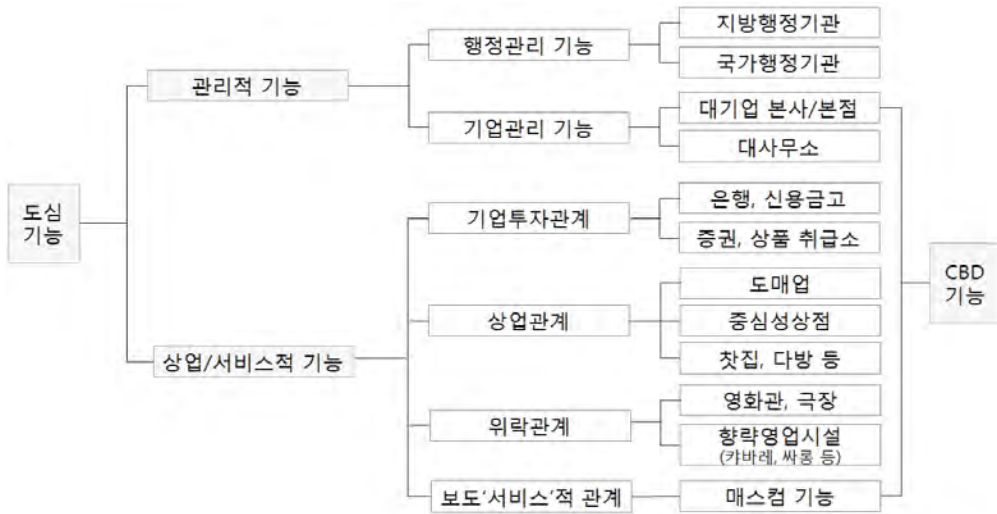 도심
기능
관리적 기능
행정관리 기능
지방행정기관
국가행정기관
기업관리 기능
대기업 본사/본점
대사무소
상업/서비스적 기능
기업투자관계
은행, 신용금고
증권, 상품 취급소
상업관계
도매업
중심성상점
찻집, 다방 등
위락관계
영화관, 극장
향략영업시설
(캬바레, 싸롱 등)
보도‘서비스’적 관계
매스컴 기능
CBD
기능